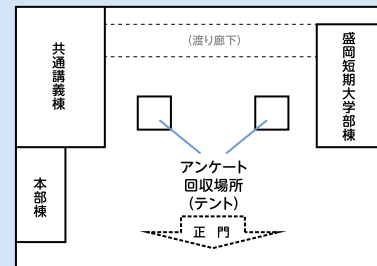 共通講義棟
(渡り廊下)
盛岡短期大学部棟
本部棟
アンケート
回収場所
(テント)
正門